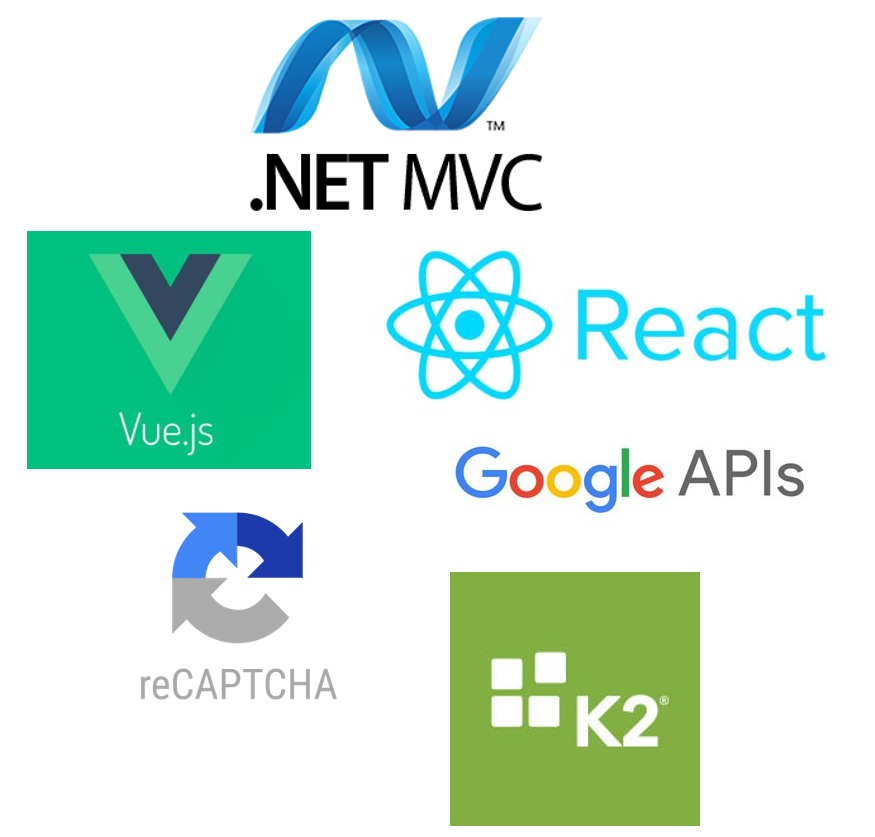 TM
.NET MVC
Vue.js
React
Google APIs
reCAPTCHA
K2®